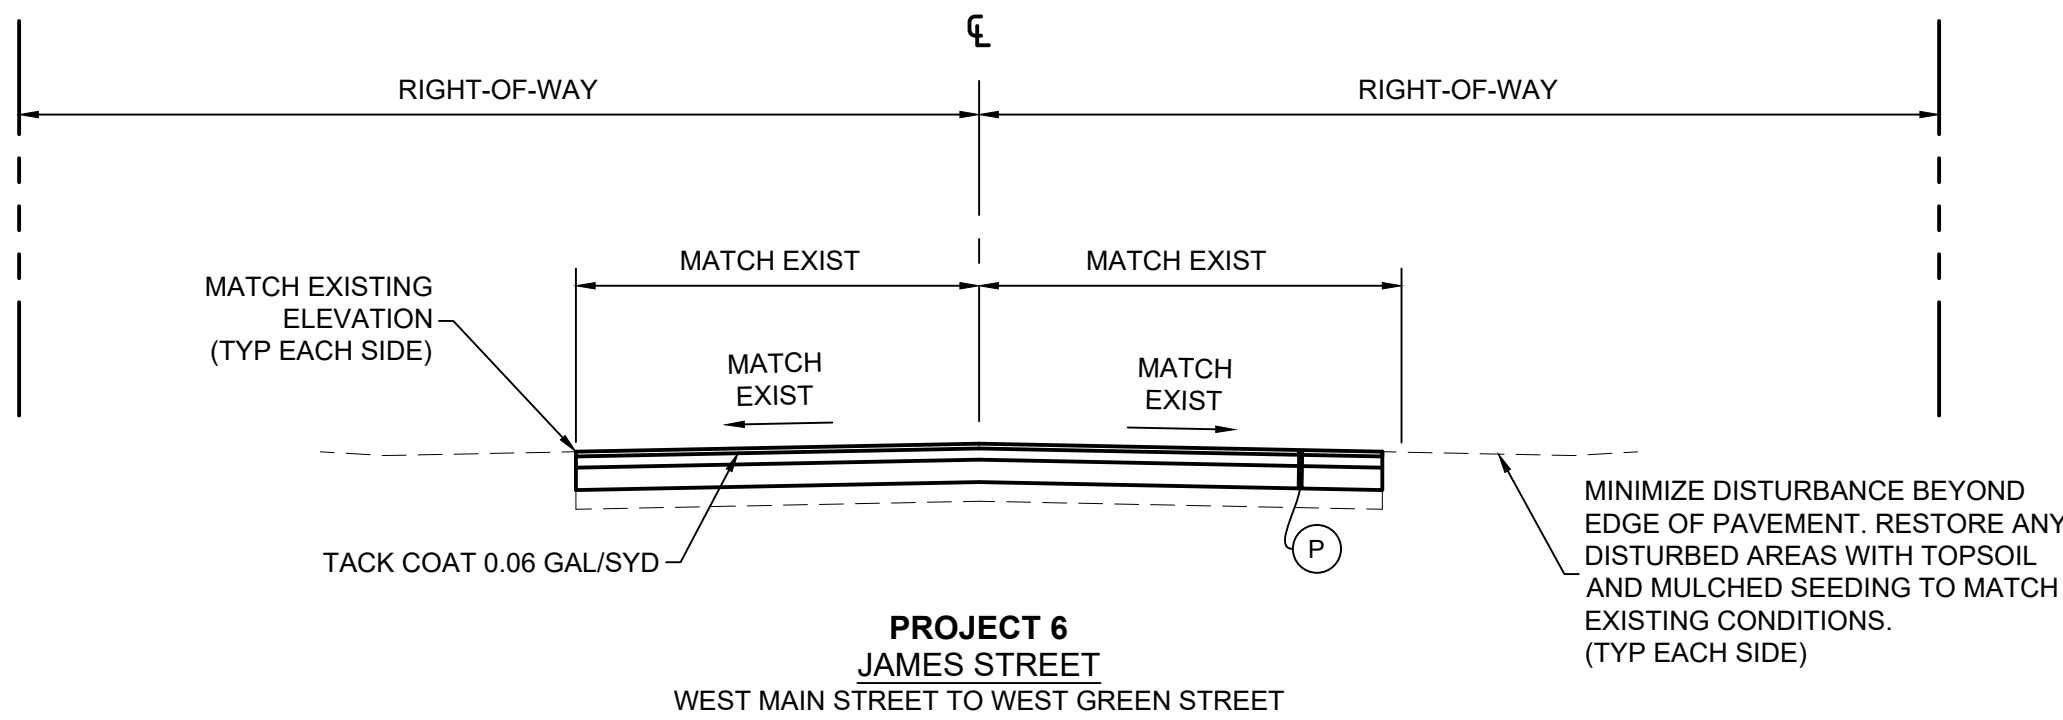 ℄
RIGHT-OF-WAY
RIGHT-OF-WAY
MATCH EXIST
MATCH EXIST
MATCH EXISTING
ELEVATION
(TYP EACH SIDE)
MATCH
EXIST
MATCH
EXIST
TACK COAT 0.06 GAL/SYD
P
MINIMIZE DISTURBANCE BEYOND
EDGE OF PAVEMENT. RESTORE ANY
DISTURBED AREAS WITH TOPSOIL
AND MULCHED SEEDING TO MATCH
EXISTING CONDITIONS.
(TYP EACH SIDE)
PROJECT 6
JAMES STREET
WEST MAIN STREET TO WEST GREEN STREET